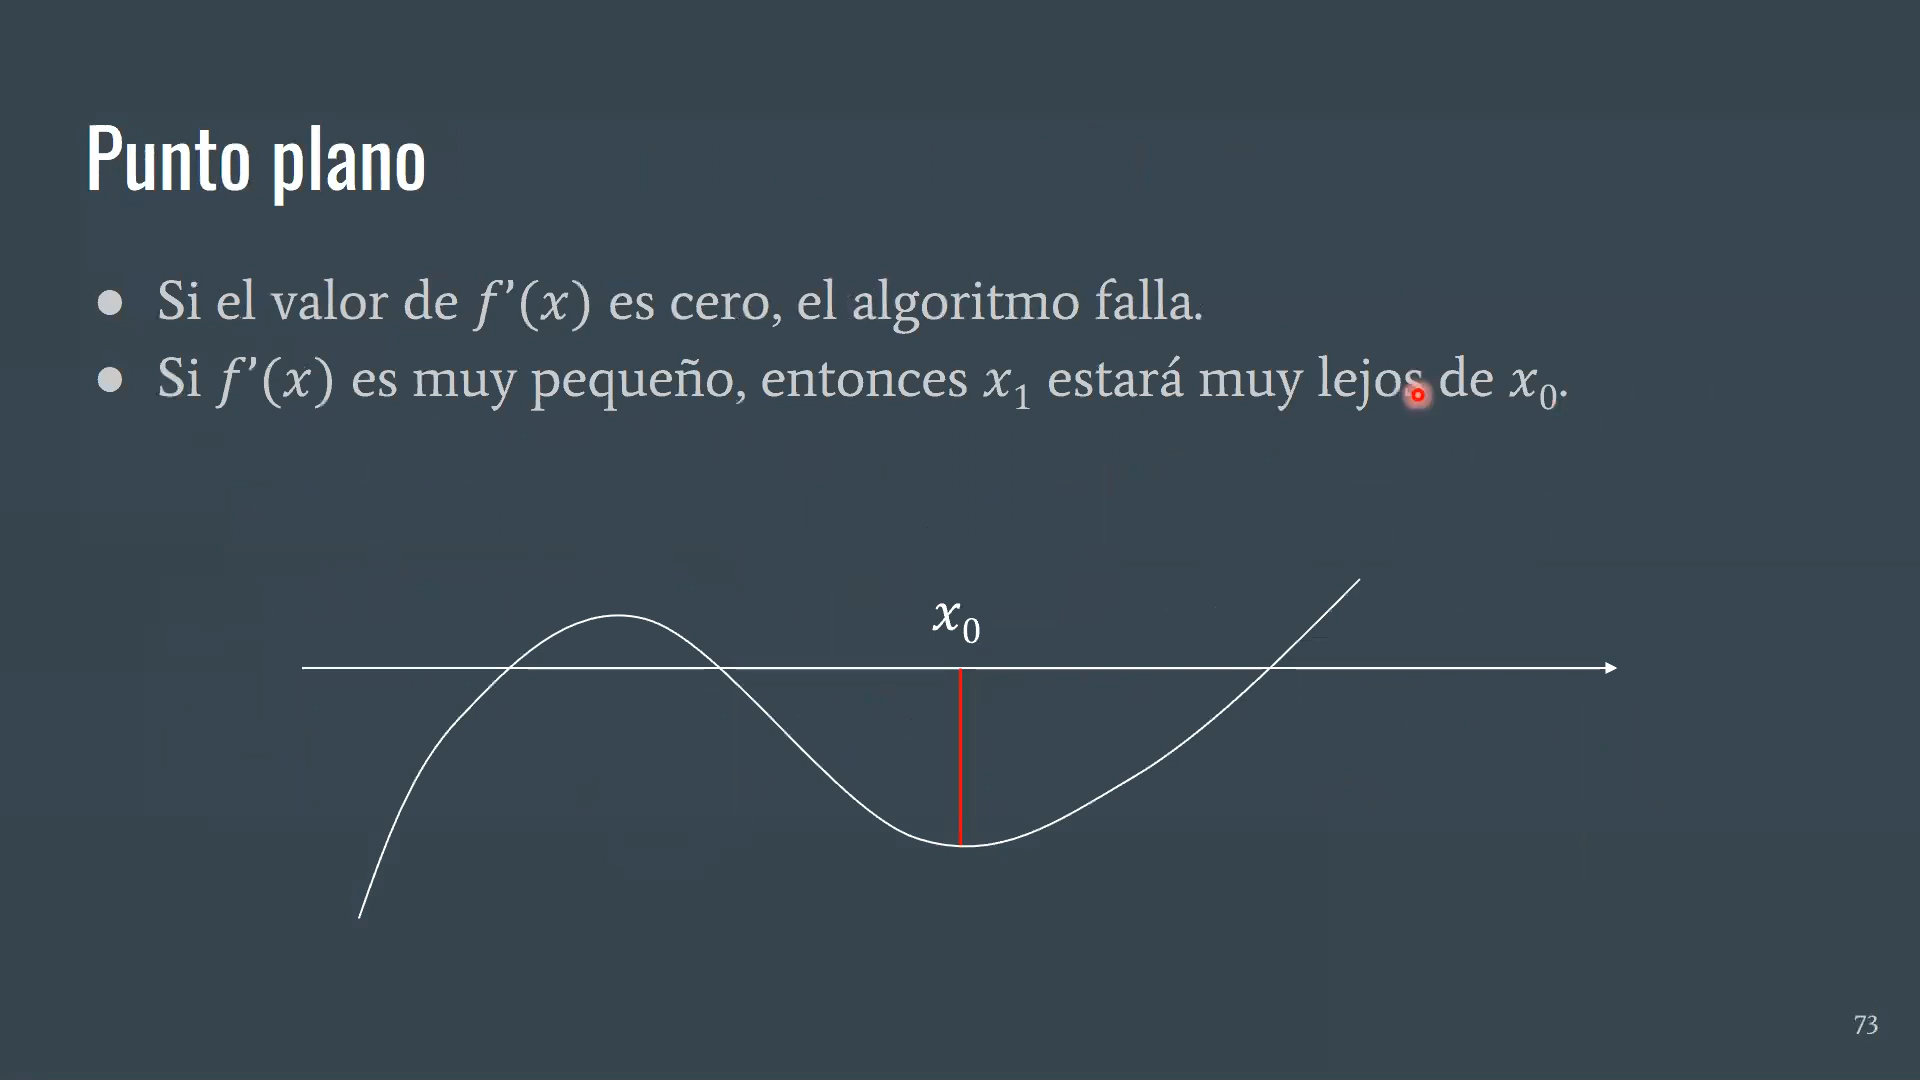 Punto plano
● Si el valor de f’(x) es cero, el algoritmo falla.
● Si f’(x) es muy pequeño, entonces x₁ estará muy lejos de x₀.
x₀
73